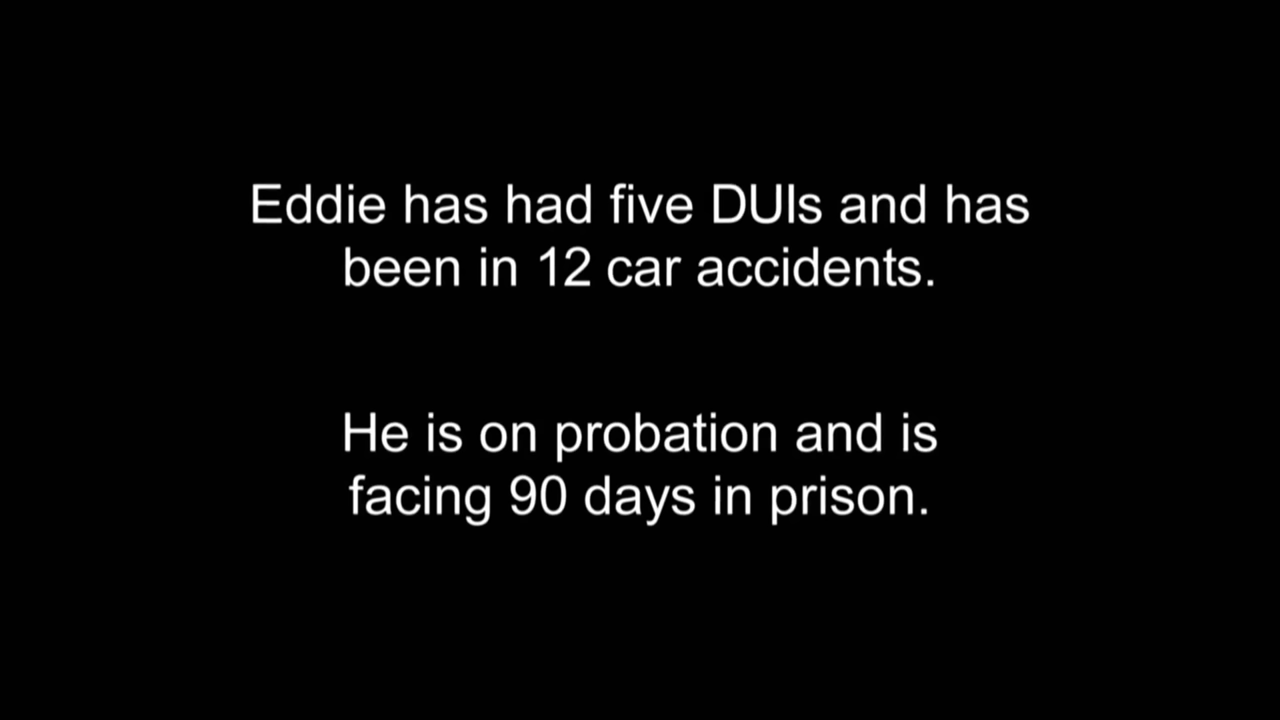 Eddie has had five DUIs and has
been in 12 car accidents.
He is on probation and is
facing 90 days in prison.